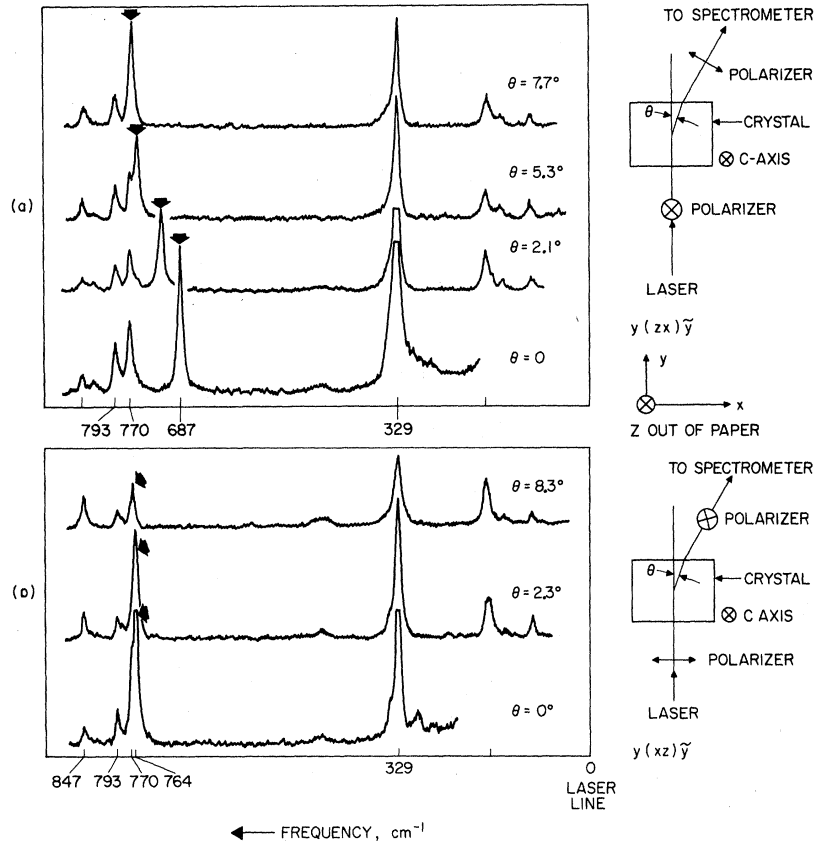 (a)
θ = 7.7°
θ = 5.3°
θ = 2.1°
θ = 0
793 770 687 329
TO SPECTROMETER
POLARIZER
θ
CRYSTAL
C-AXIS
POLARIZER
LASER
y (zx) ỹ
y
x
Z OUT OF PAPER
(b)
θ = 8.3°
θ = 2.3°
θ = 0°
847 793 770 764 329 0
LASER
LINE
TO SPECTROMETER
POLARIZER
θ
CRYSTAL
C AXIS
POLARIZER
LASER
y (xz) ỹ
FREQUENCY, cm⁻¹